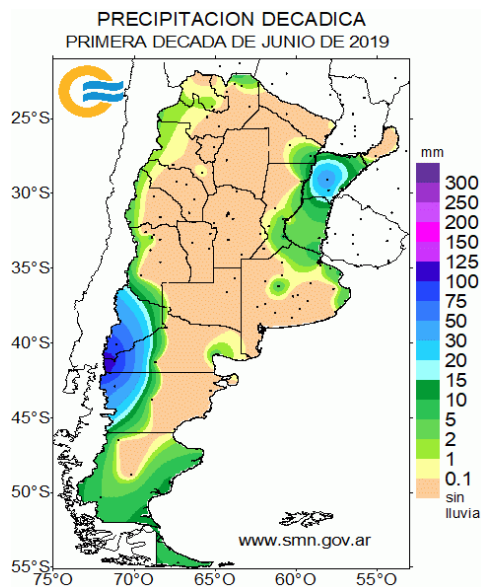 PRECIPITACION DECADICA
PRIMERA DECADA DE JUNIO DE 2019
25°S
30°S
35°S
40°S
45°S
50°S
55°S
75°O
70°O
65°O
60°O
55°O
mm
300
250
200
150
125
100
75
50
30
20
15
10
5
2
1
0.1
sin
lluvia
www.smn.gov.ar